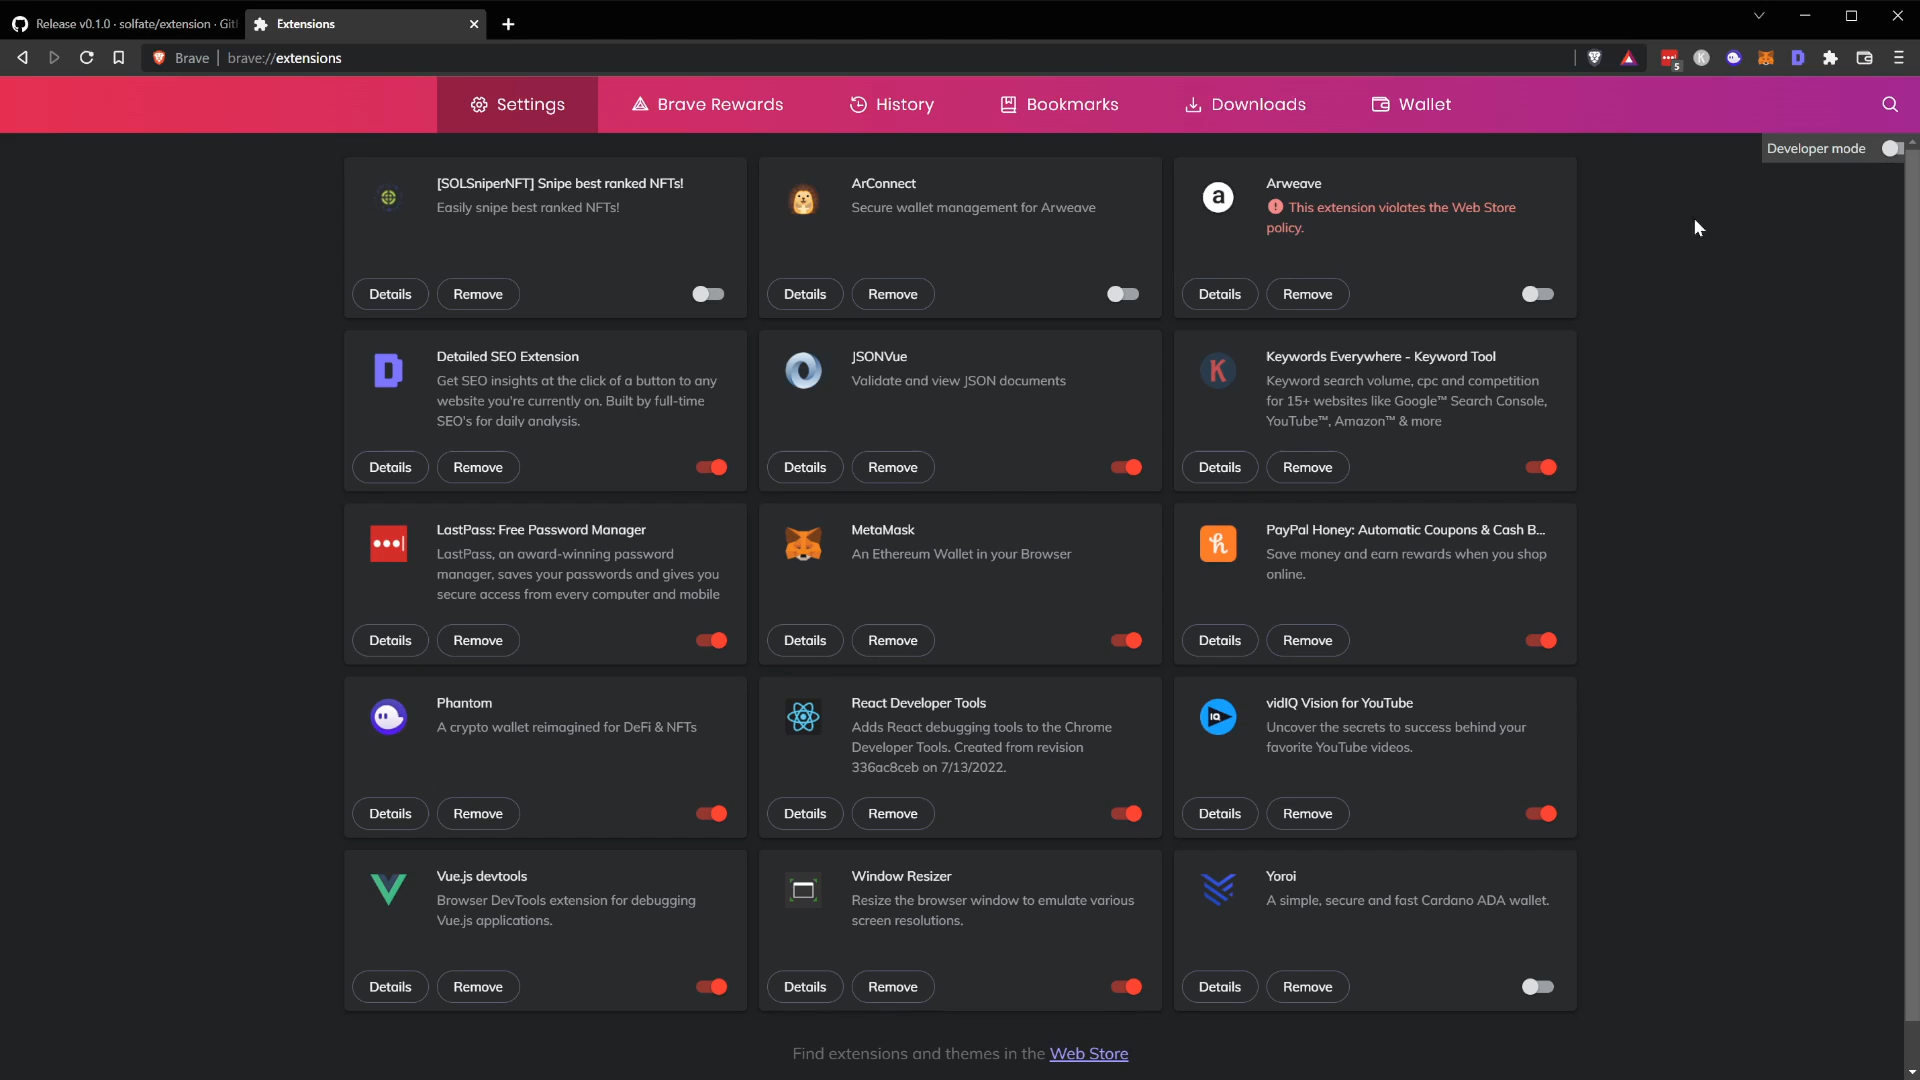 Release v0.1.0 · solfate/extension · Git
Extensions
Brave
brave://extensions
5
K
D
Settings
Brave Rewards
History
Bookmarks
Downloads
Wallet
Developer mode
[SOLSniperNFT] Snipe best ranked NFTs!
Easily snipe best ranked NFTs!
Details
Remove
ArConnect
Secure wallet management for Arweave
Details
Remove
a
Arweave
This extension violates the Web Store
policy.
Details
Remove
D
Detailed SEO Extension
Get SEO insights at the click of a button to any
website you're currently on. Built by full-time
SEO's for daily analysis.
Details
Remove
JSONVue
Validate and view JSON documents
Details
Remove
K
Keywords Everywhere - Keyword Tool
Keyword search volume, cpc and competition
for 15+ websites like Google™ Search Console,
YouTube™, Amazon™ & more
Details
Remove
LastPass: Free Password Manager
LastPass, an award-winning password
manager, saves your passwords and gives you
secure access from every computer and mobile
Details
Remove
MetaMask
An Ethereum Wallet in your Browser
Details
Remove
h
PayPal Honey: Automatic Coupons & Cash B...
Save money and earn rewards when you shop
online.
Details
Remove
Phantom
A crypto wallet reimagined for DeFi & NFTs
Details
Remove
React Developer Tools
Adds React debugging tools to the Chrome
Developer Tools. Created from revision
336ac8ceb on 7/13/2022.
Details
Remove
IQ
vidIQ Vision for YouTube
Uncover the secrets to success behind your
favorite YouTube videos.
Details
Remove
Vue.js devtools
Browser DevTools extension for debugging
Vue.js applications.
Details
Remove
Window Resizer
Resize the browser window to emulate various
screen resolutions.
Details
Remove
Yoroi
A simple, secure and fast Cardano ADA wallet.
Details
Remove
Find extensions and themes in the Web Store